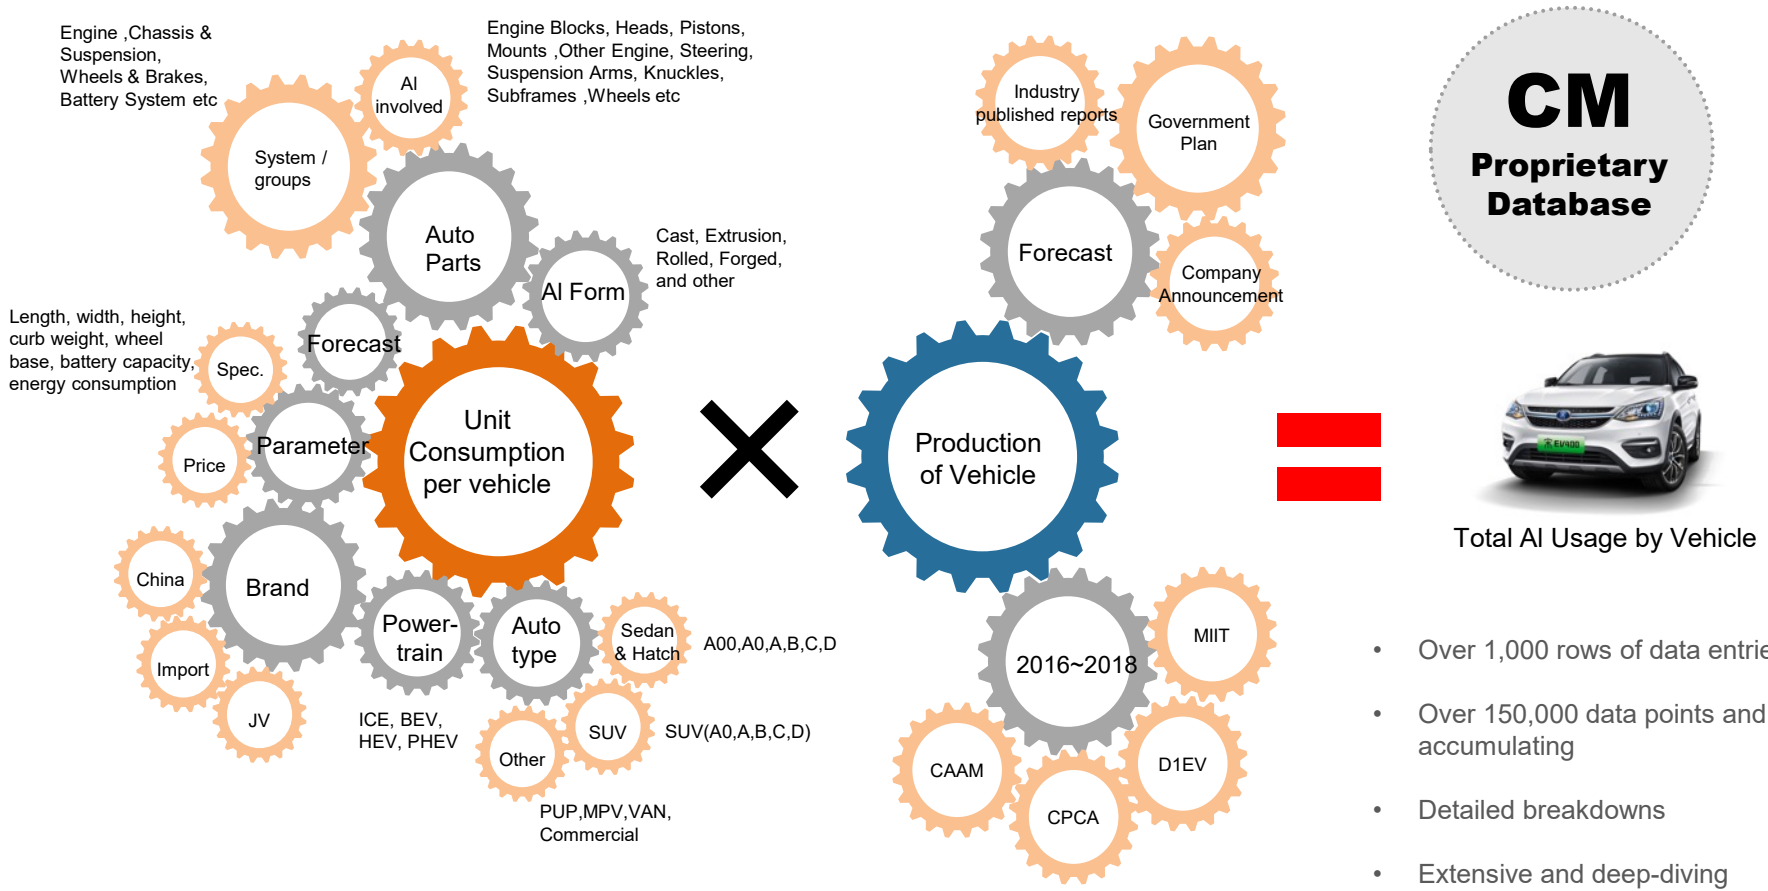 Engine ,Chassis &
Suspension,
Wheels & Brakes,
Battery System etc
Al
involved
Engine Blocks, Heads, Pistons,
Mounts ,Other Engine, Steering,
Suspension Arms, Knuckles,
Subframes ,Wheels etc
System /
groups
Auto
Parts
Al Form
Cast, Extrusion,
Rolled, Forged,
and other
Length, width, height,
curb weight, wheel
base, battery capacity,
energy consumption
Spec.
Forecast
Price
Parameter
Unit
Consumption
per vehicle
China
Import
JV
Brand
Power-
train
ICE, BEV,
HEV, PHEV
Auto
type
Sedan
& Hatch
A00,A0,A,B,C,D
SUV
SUV(A0,A,B,C,D)
Other
PUP,MPV,VAN,
Commercial
Industry
published reports
Government
Plan
Forecast
Company
Announcement
Production
of Vehicle
2016~2018
MIIT
D1EV
CPCA
CAAM
CM
Proprietary
Database
EV400
Total Al Usage by Vehicle
• Over 1,000 rows of data entrie
• Over 150,000 data points and
accumulating
• Detailed breakdowns
• Extensive and deep-diving